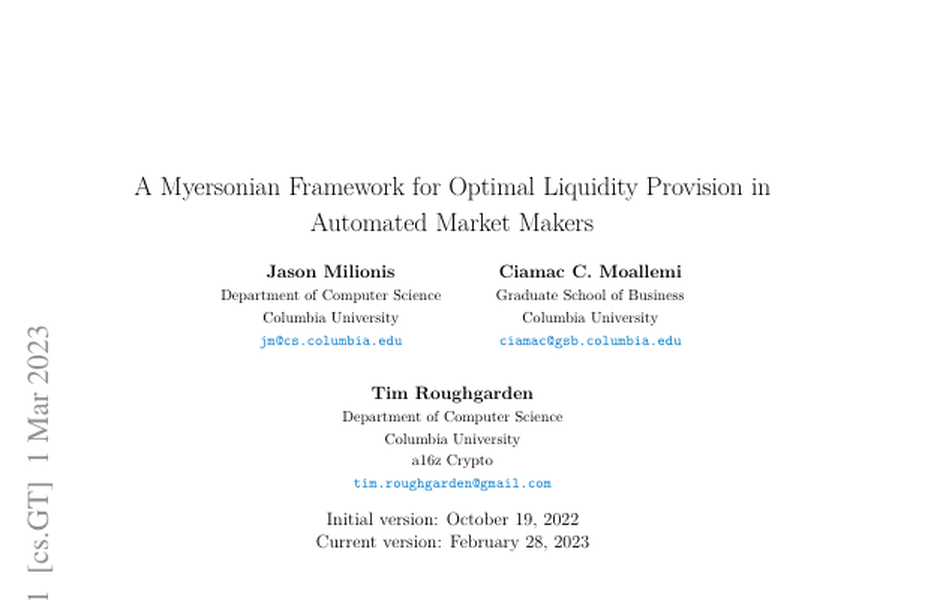 A Myersonian Framework for Optimal Liquidity Provision in
Automated Market Makers
Jason Milionis
Department of Computer Science
Columbia University
jm@cs.columbia.edu
Ciamac C. Moallemi
Graduate School of Business
Columbia University
ciamac@gsb.columbia.edu
Tim Roughgarden
Department of Computer Science
Columbia University
a16z Crypto
tim.roughgarden@gmail.com
Initial version: October 19, 2022
Current version: February 28, 2023
1 [cs.GT] 1 Mar 2023